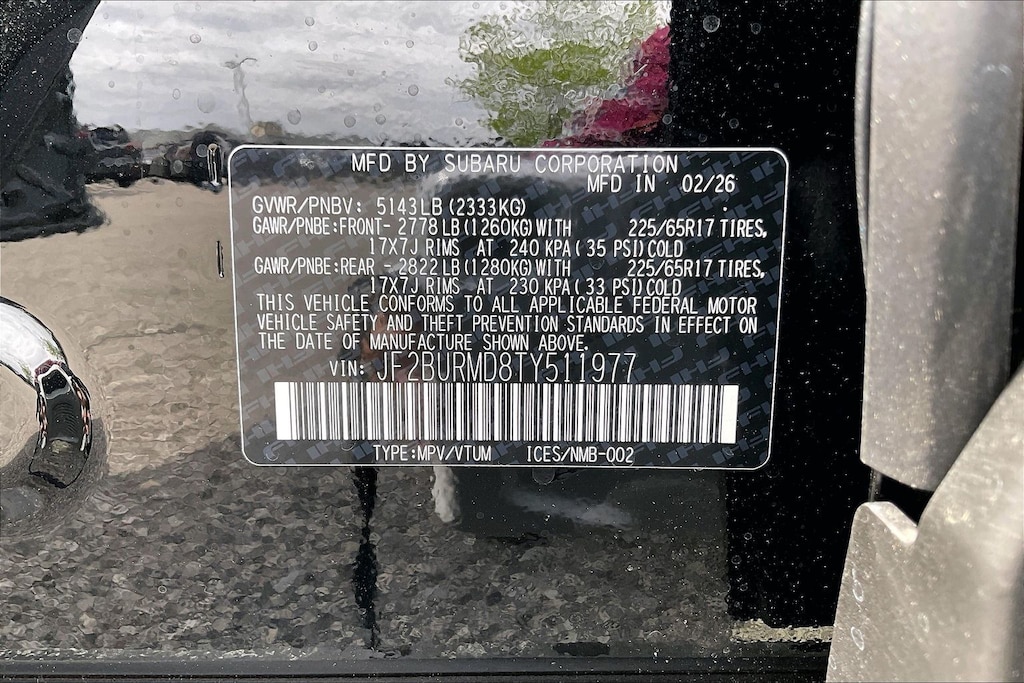 MFD BY SUBARU CORPORATION
MFD IN 02/26
GVWR/PNBV: 5143LB (2333KG)
GAWR/PNBE:FRONT- 2778 LB(1260KG)WITH 225/65R17 TIRES,
17X7J RIMS AT 240 KPA( 35 PSI)COLD
GAWR/PNBE:REAR - 2822 LB(1280KG)WITH 225/65R17 TIRES,
17X7J RIMS AT 230 KPA( 33 PSI)COLD
THIS VEHICLE CONFORMS TO ALL APPLICABLE FEDERAL MOTOR
VEHICLE SAFETY AND THEFT PREVENTION STANDARDS IN EFFECT ON
THE DATE OF MANUFACTURE SHOWN ABOVE.
VIN: JF2BURMD8TY511977
TYPE:MPV/VTUM ICES/NMB-002